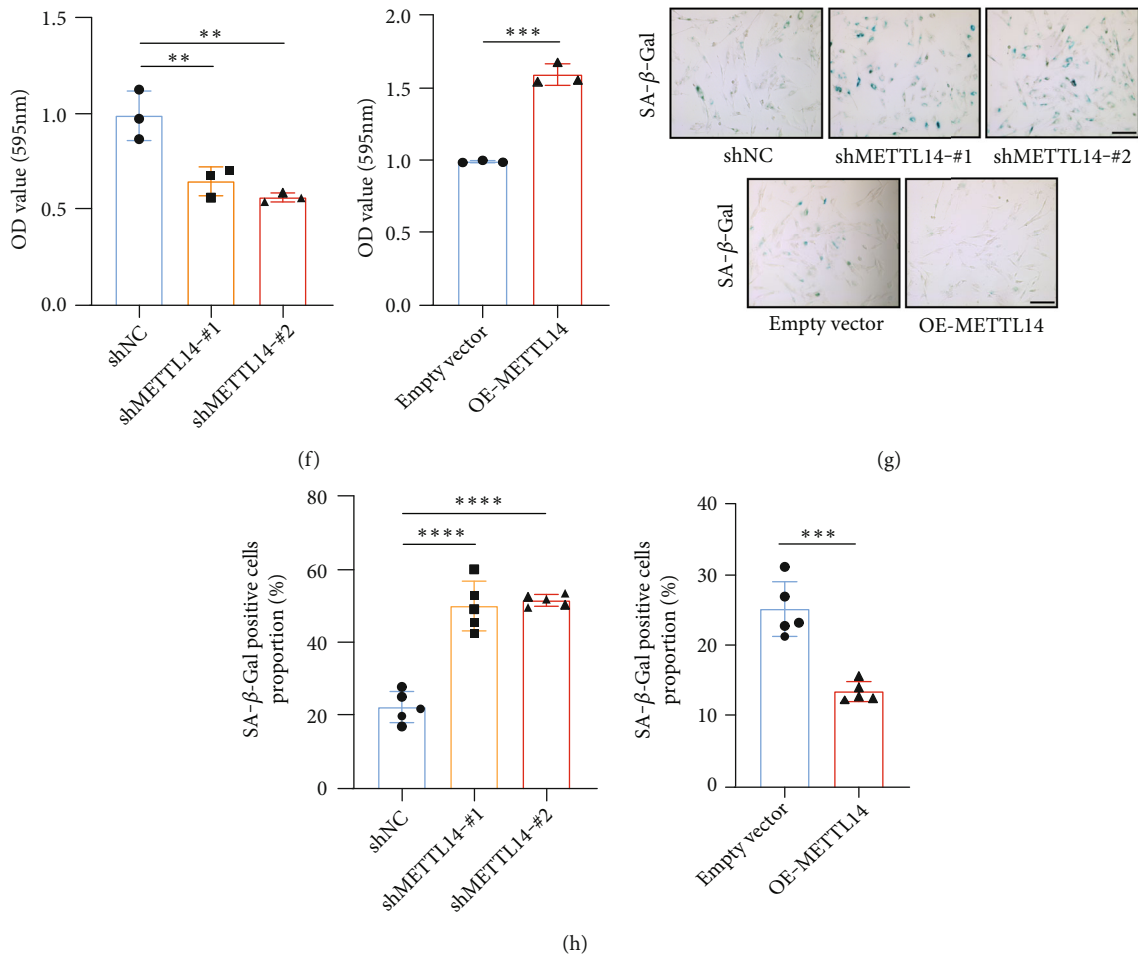 OD value (595nm)
1.5
1.0
0.5
0.0
**
**
shNC
shMETTL14-#1
shMETTL14-#2
OD value (595nm)
2.0
1.5
1.0
0.5
0.0
***
Empty vector
OE-METTL14
(f)
SA-β-Gal
shNC
shMETTL14-#1
shMETTL14-#2
SA-β-Gal
Empty vector
OE-METTL14
(g)
SA-β-Gal positive cells
proportion (%)
80
60
40
20
0
****
****
shNC
shMETTL14-#1
shMETTL14-#2
SA-β-Gal positive cells
proportion (%)
40
30
20
10
0
***
Empty vector
OE-METTL14
(h)